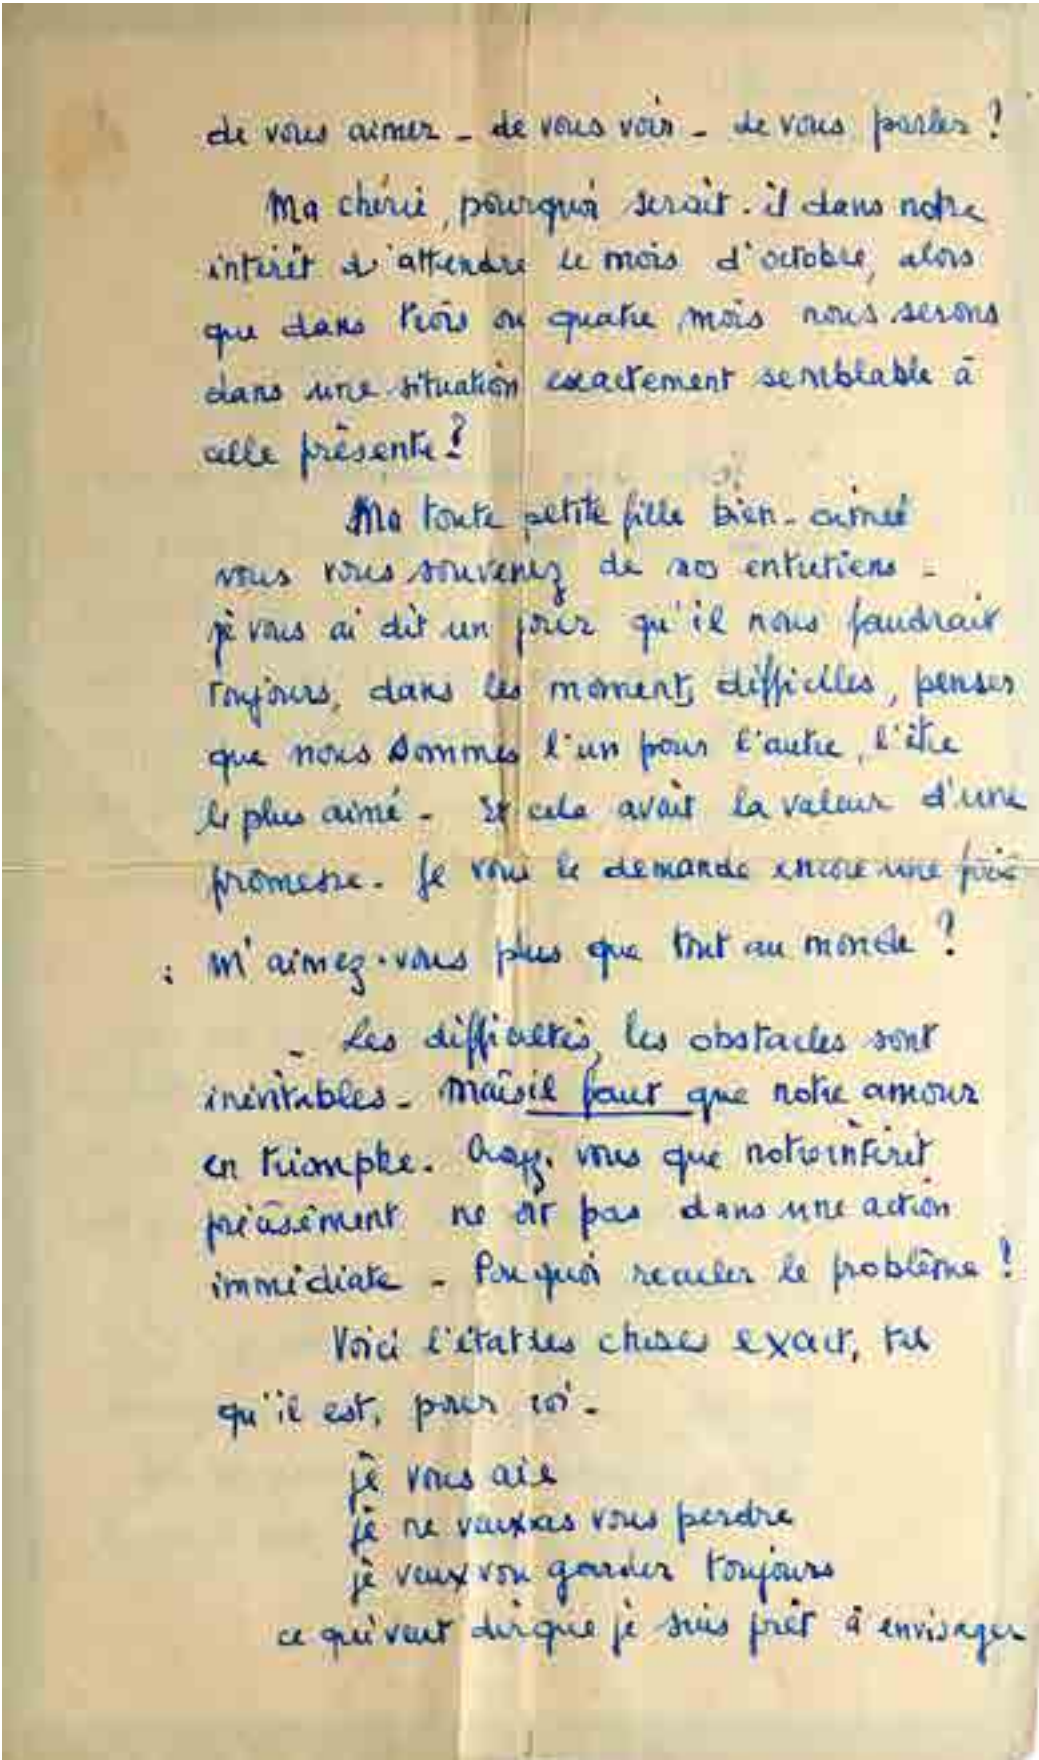 de vous aimer - de vous voir - de vous parler ?
Ma chérie, pourquoi serait-il dans notre
intérêt d'attendre le mois d'octobre, alors
que dans trois ou quatre mois nous serons
dans une situation exactement semblable à
celle présente ?
Ma toute petite fille bien-aimée
vous vous souvenez de nos entretiens -
je vous ai dit un jour qu'il nous faudrait
toujours, dans les moments difficiles, penser
que nous sommes l'un pour l'autre, l'être
le plus aimé - Et cela avait la valeur d'une
promesse. Je vous le demande encore une fois
: m'aimez-vous plus que tout au monde ?
- Les difficultés, les obstacles sont
inévitables - Mais il faut que notre amour
en triomphe. Croyez-vous que notre intérêt
précisément ne soit pas dans une action
immédiate - Pourquoi reculer le problème !
Voici l'état des choses exact, tel
qu'il est, pour moi -
je vous aie
je ne veux pas vous perdre
je veux vous garder toujours
ce qui veut dire que je suis prêt à envisager